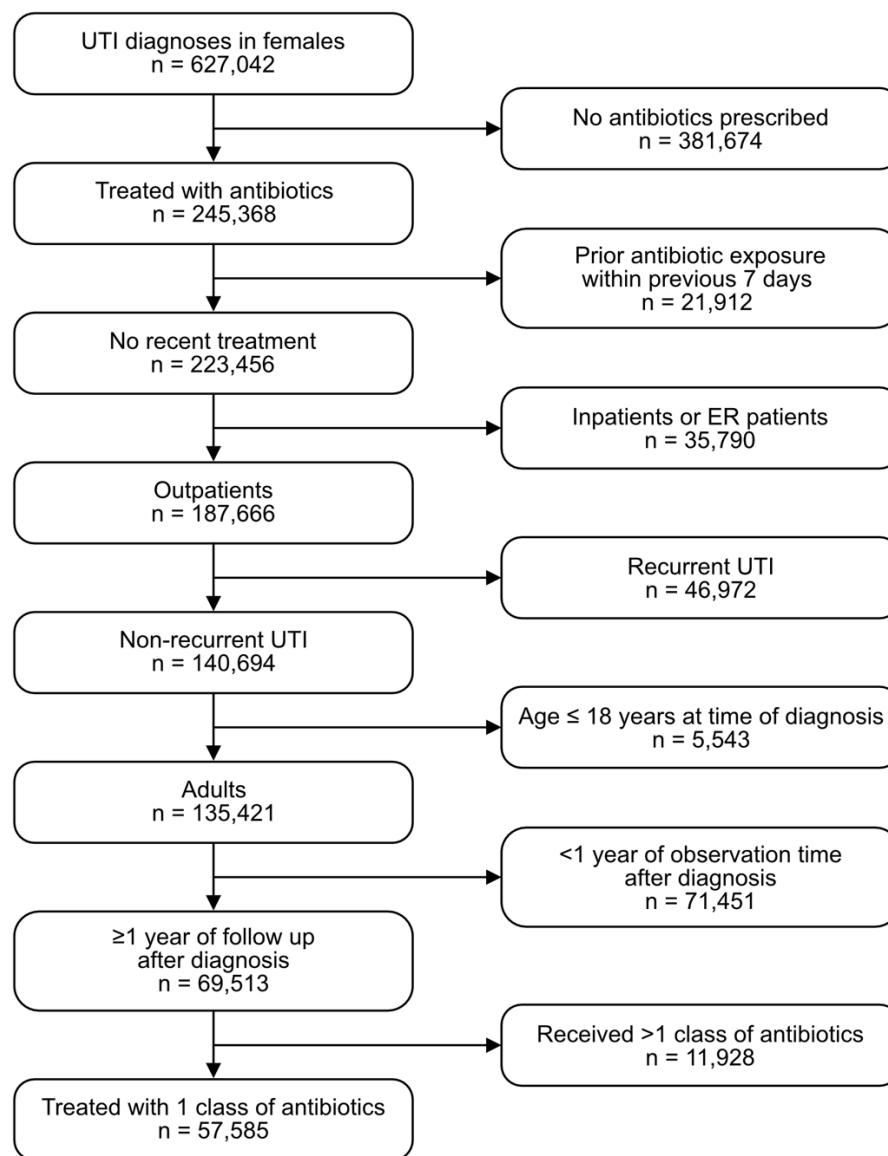 UTI diagnoses in females
n = 627,042
No antibiotics prescribed
n = 381,674
Treated with antibiotics
n = 245,368
Prior antibiotic exposure
within previous 7 days
n = 21,912
No recent treatment
n = 223,456
Inpatients or ER patients
n = 35,790
Outpatients
n = 187,666
Recurrent UTI
n = 46,972
Non-recurrent UTI
n = 140,694
Age ≤ 18 years at time of diagnosis
n = 5,543
Adults
n = 135,421
<1 year of observation time
after diagnosis
n = 71,451
≥1 year of follow up
after diagnosis
n = 69,513
Received >1 class of antibiotics
n = 11,928
Treated with 1 class of antibiotics
n = 57,585